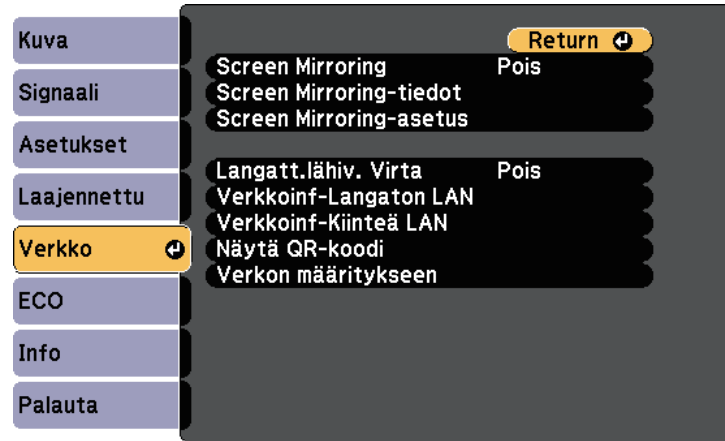 Kuva
Signaali
Asetukset
Laajennettu
Verkko
ECO
Info
Palauta
Return
Screen Mirroring Pois
Screen Mirroring-tiedot
Screen Mirroring-asetus
Langatt.lähiv. Virta Pois
Verkkoinf-Langaton LAN
Verkkoinf-Kiinteä LAN
Näytä QR-koodi
Verkon määritykseen